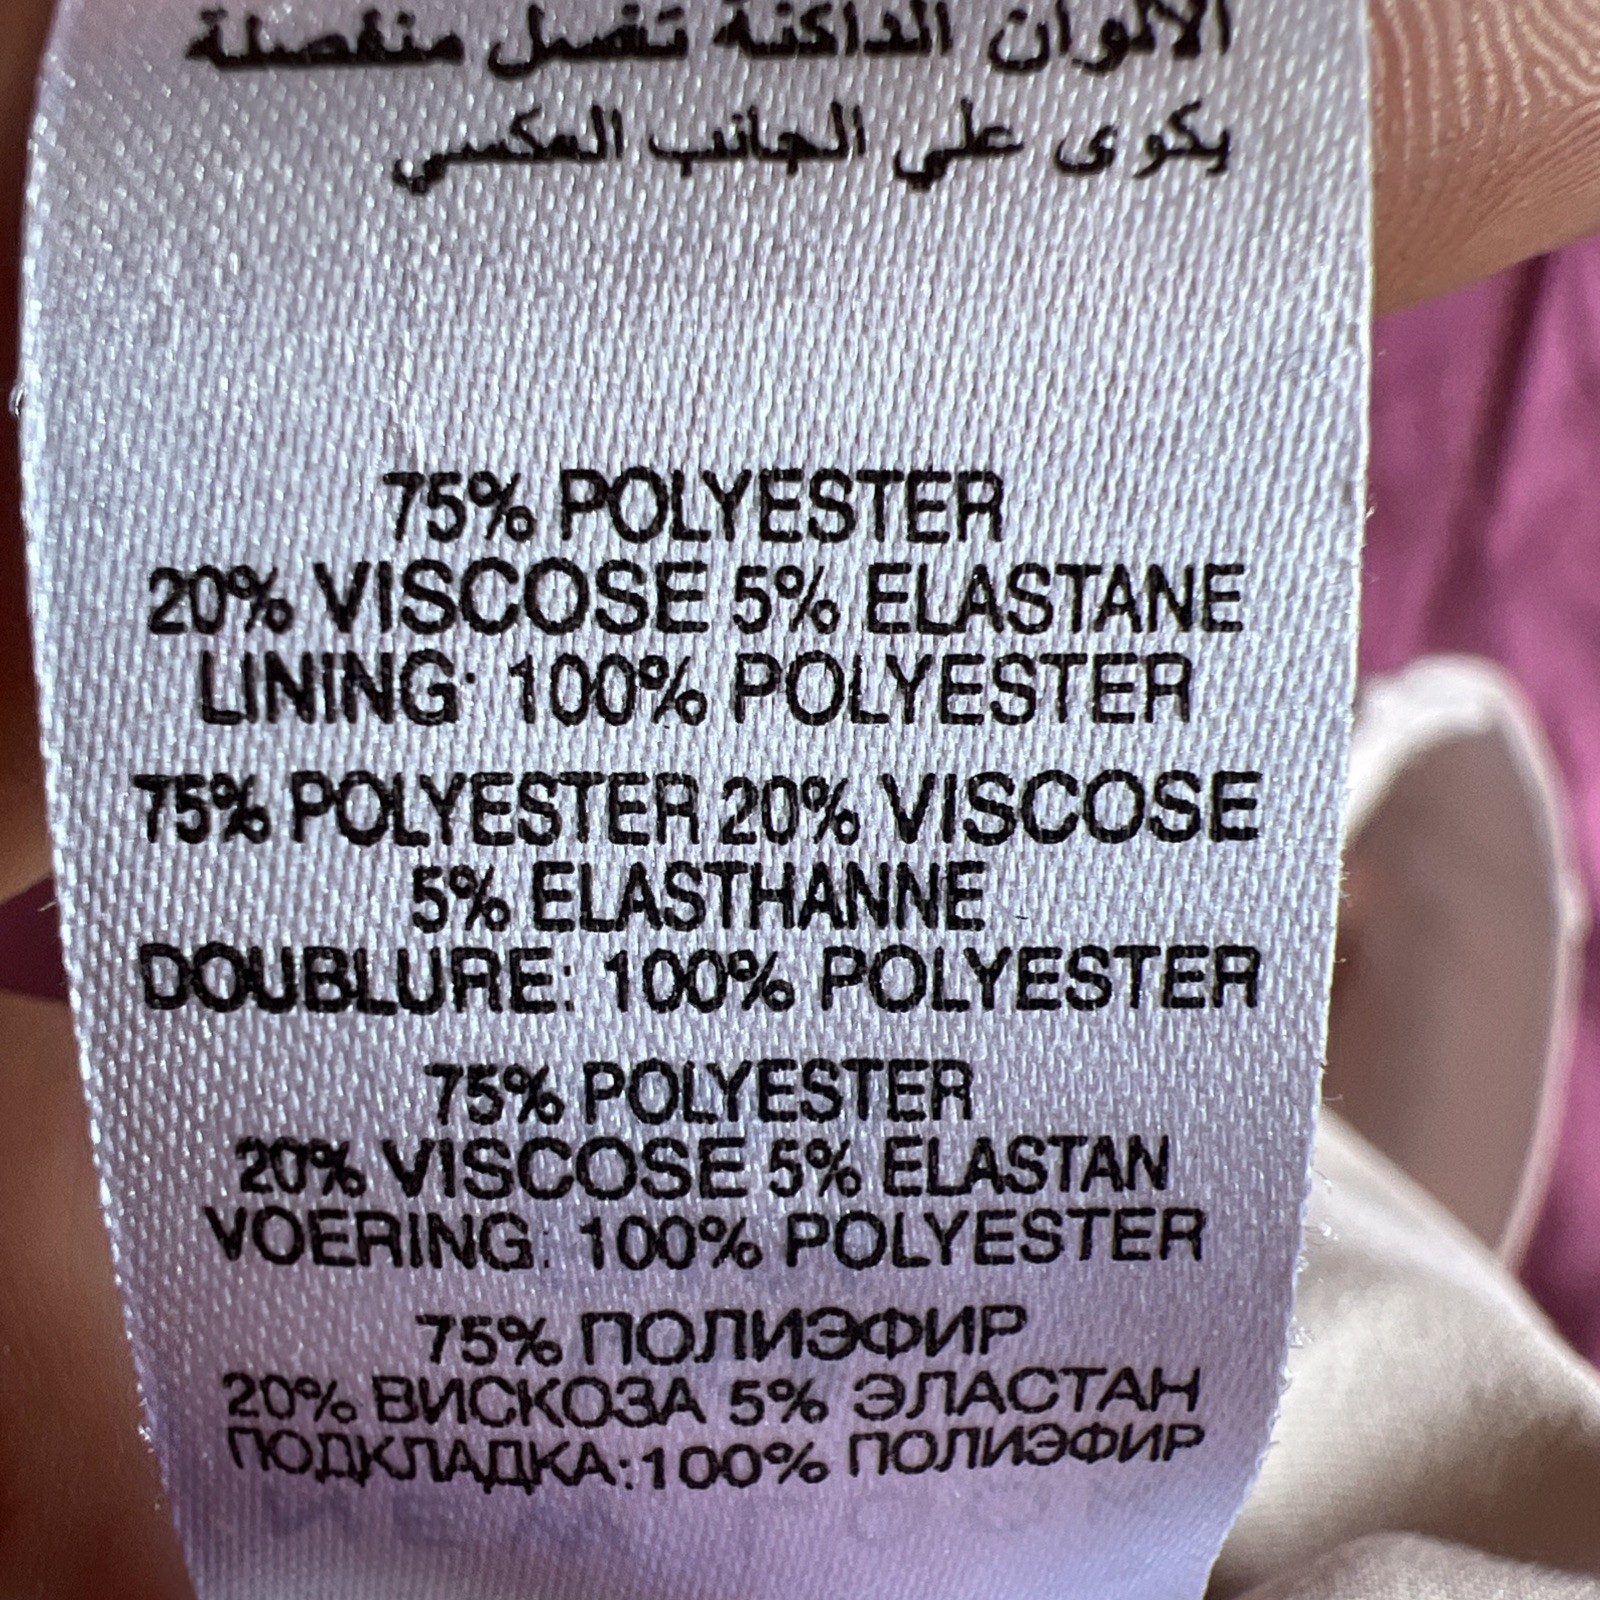 الألوان الداكنة تغسل منفصلة
يكوى على الجانب العكسي
75% POLYESTER
20% VISCOSE 5% ELASTANE
LINING: 100% POLYESTER
75% POLYESTER 20% VISCOSE
5% ELASTHANNE
DOUBLURE: 100% POLYESTER
75% POLYESTER
20% VISCOSE 5% ELASTAN
VOERING: 100% POLYESTER
75% ПОЛИЭФИР
20% ВИСКОЗА 5% ЭЛАСТАН
ПОДКЛАДКА:100% ПОЛИЭФИР